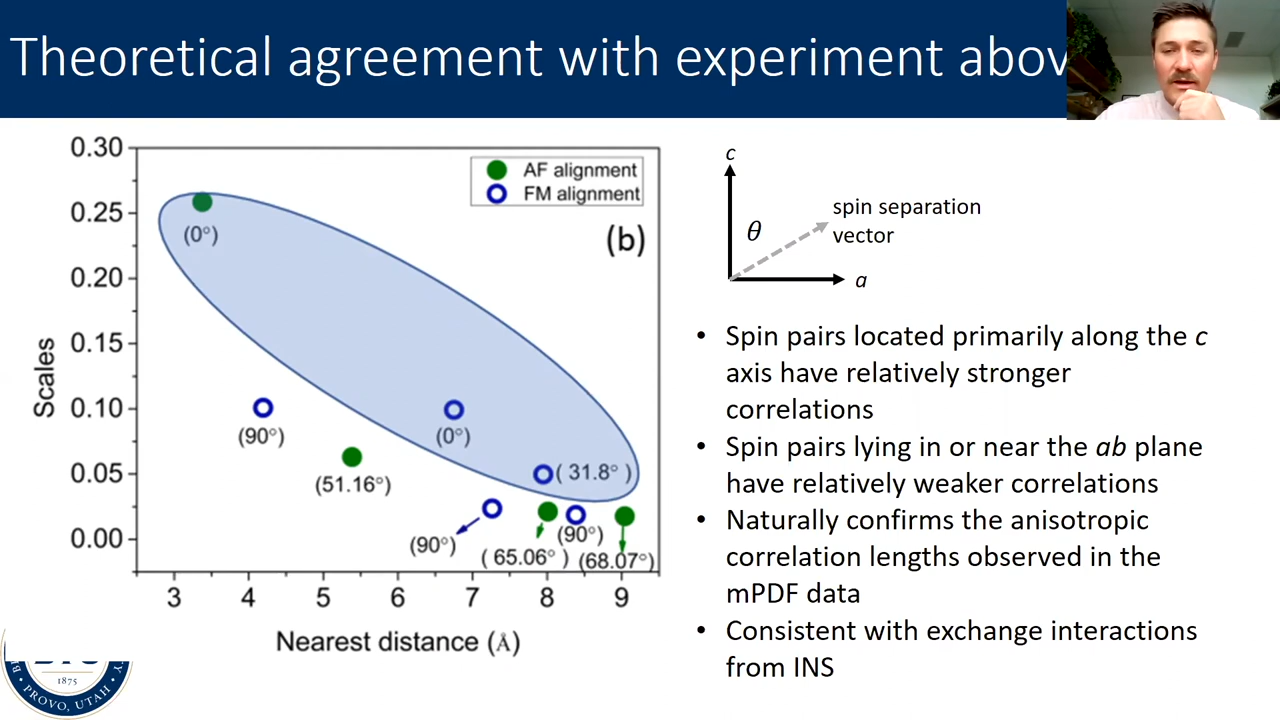 Theoretical agreement with experiment abov
0.30
0.25
0.20
0.15
0.10
0.05
0.00
Scales
AF alignment
FM alignment
(b)
(0°)
(90°)
(51.16°)
(0°)
( 31.8° )
(90°)
( 65.06° )
(90°)
(68.07°)
3 4 5 6 7 8 9
Nearest distance (Å)
c
θ
spin separation
vector
a
• Spin pairs located primarily along the c
axis have relatively stronger
correlations
• Spin pairs lying in or near the ab plane
have relatively weaker correlations
• Naturally confirms the anisotropic
correlation lengths observed in the
mPDF data
• Consistent with exchange interactions
from INS
1875
PROVO, UTAH